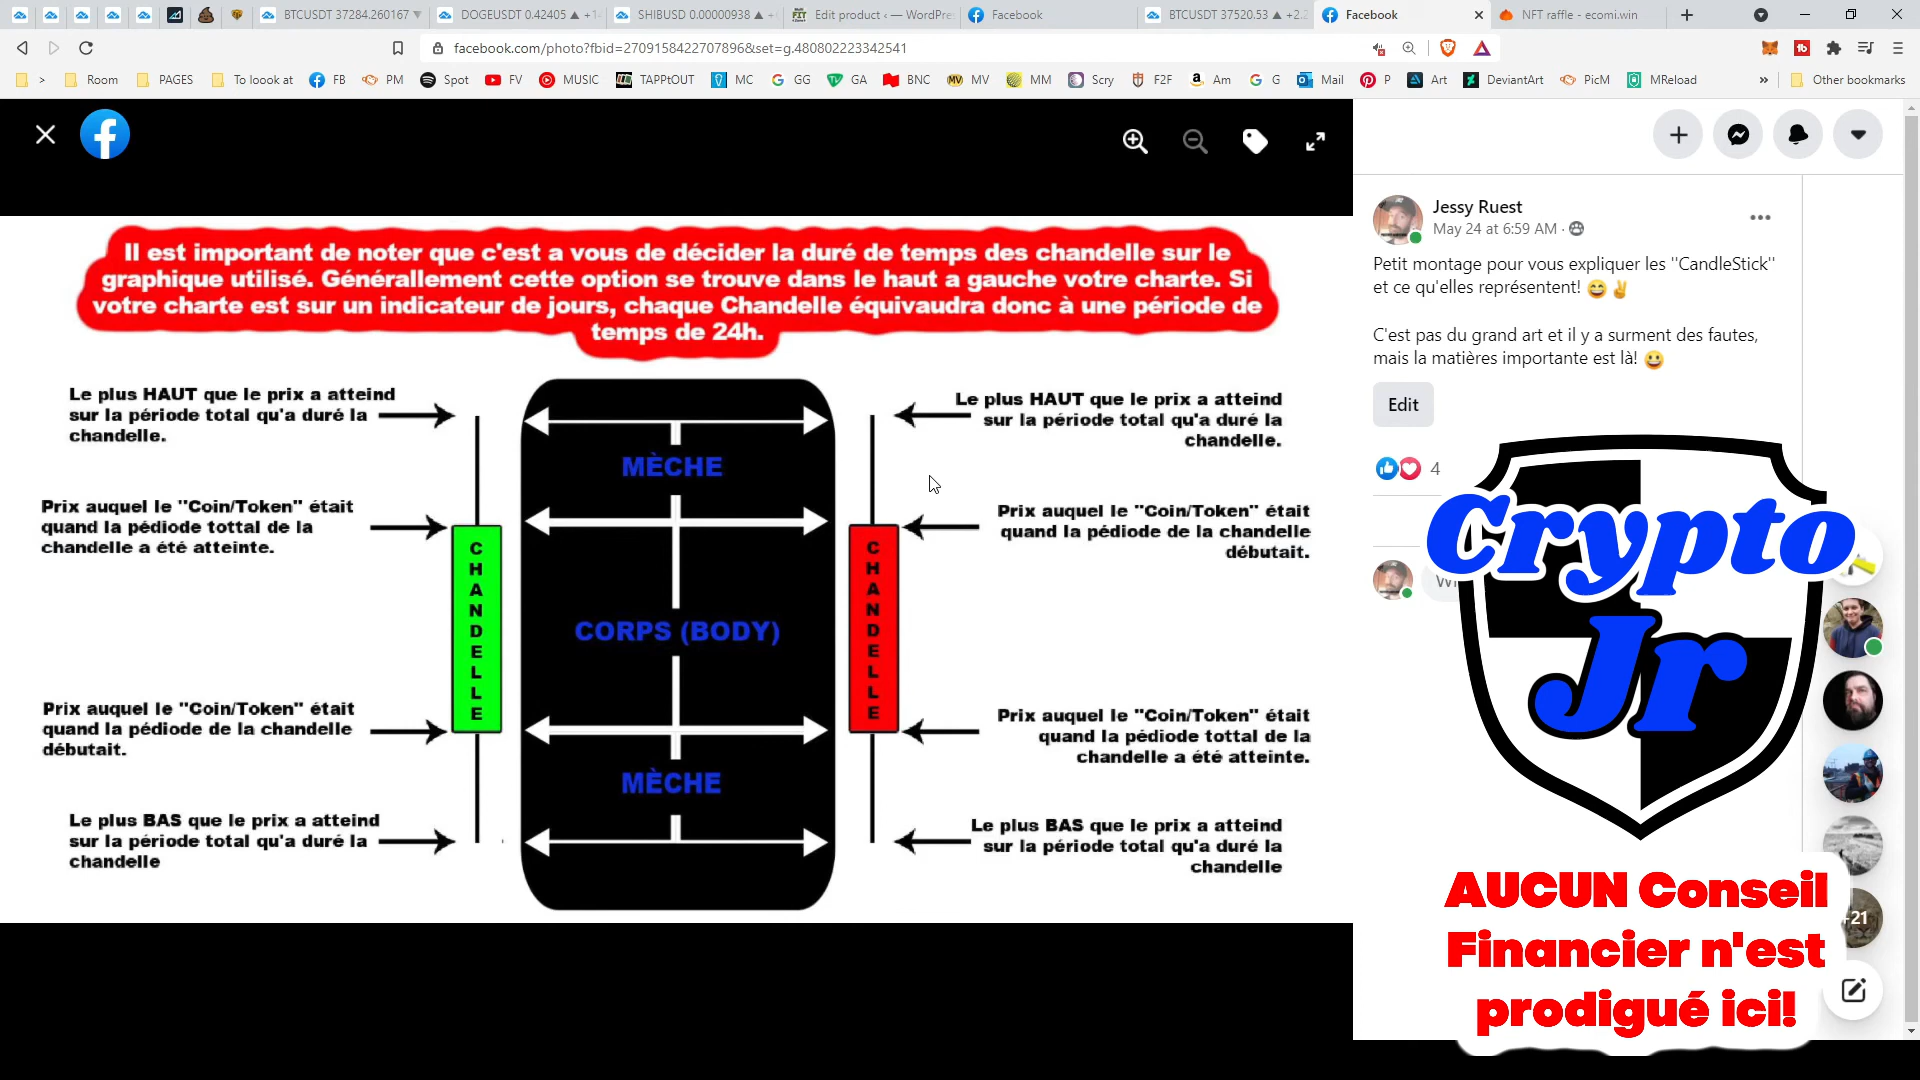 BTCUSDT 37284.260167 ▼
DOGEUSDT 0.42405 ▲ +1
SHIBUSD 0.00000938 ▲ +
Edit product ‹ — WordPre
Facebook
BTCUSDT 37520.53 ▲ +2.2
Facebook
NFT raffle - ecomi.win
facebook.com/photo?fbid=2709158422707896&set=g.480802223342541
> Room PAGES To loook at FB PM Spot FV MUSIC TAPPtOUT MC GG GA BNC MV MM Scry F2F Am G Mail P Art DeviantArt PicM MReload » Other bookmarks
Il est important de noter que c'est a vous de décider la duré de temps des chandelle sur le
graphique utilisé. Générallement cette option se trouve dans le haut a gauche votre charte. Si
votre charte est sur un indicateur de jours, chaque Chandelle équivaudra donc à une période de
temps de 24h.
Le plus HAUT que le prix a atteind
sur la période total qu'a duré la
chandelle.
Prix auquel le "Coin/Token" était
quand la pédiode tottal de la
chandelle a été atteinte.
Prix auquel le "Coin/Token" était
quand la pédiode de la chandelle
débutait.
Le plus BAS que le prix a atteind
sur la période total qu'a duré la
chandelle
CHANDELLE
MÈCHE
CORPS (BODY)
MÈCHE
CHANDELLE
Le plus HAUT que le prix a atteind
sur la période total qu'a duré la
chandelle.
Prix auquel le "Coin/Token" était
quand la pédiode de la chandelle
débutait.
Prix auquel le "Coin/Token" était
quand la pédiode tottal de la
chandelle a été atteinte.
Le plus BAS que le prix a atteind
sur la période total qu'a duré la
chandelle
Jessy Ruest
May 24 at 6:59 AM ·
Petit montage pour vous expliquer les ''CandleStick''
et ce qu'elles représentent! 😄✌
C'est pas du grand art et il y a surment des fautes,
mais la matières importante est là! 😀
Edit
4
Crypto
Jr
AUCUN Conseil
Financier n'est
prodigué ici!
+21